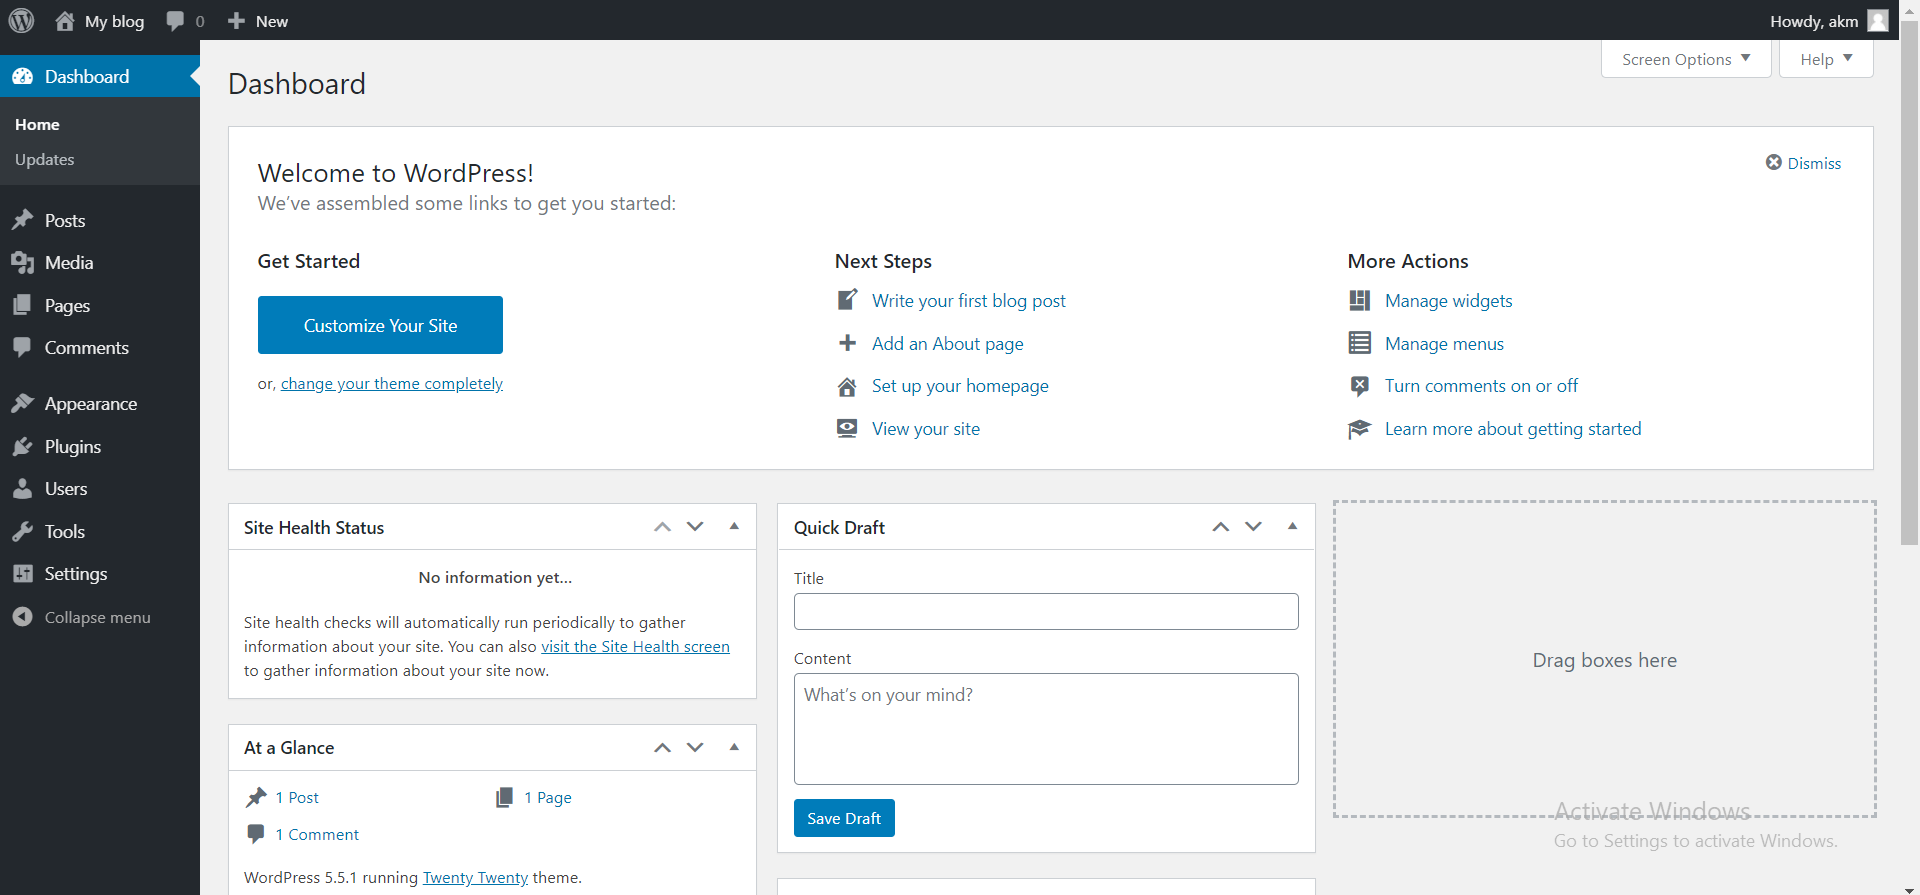 My blog
0
New
Howdy, akm
Dashboard
Home
Updates
Posts
Media
Pages
Comments
Appearance
Plugins
Users
Tools
Settings
Collapse menu
Screen Options
Help
Dashboard
Welcome to WordPress!
We've assembled some links to get you started:
Dismiss
Get Started
Customize Your Site
or, change your theme completely
Next Steps
Write your first blog post
Add an About page
Set up your homepage
View your site
More Actions
Manage widgets
Manage menus
Turn comments on or off
Learn more about getting started
Site Health Status
No information yet...
Site health checks will automatically run periodically to gather
information about your site. You can also visit the Site Health screen
to gather information about your site now.
At a Glance
1 Post
1 Page
1 Comment
WordPress 5.5.1 running Twenty Twenty theme.
Quick Draft
Title
Content
What's on your mind?
Save Draft
Drag boxes here
Activate Windows
Go to Settings to activate Windows.